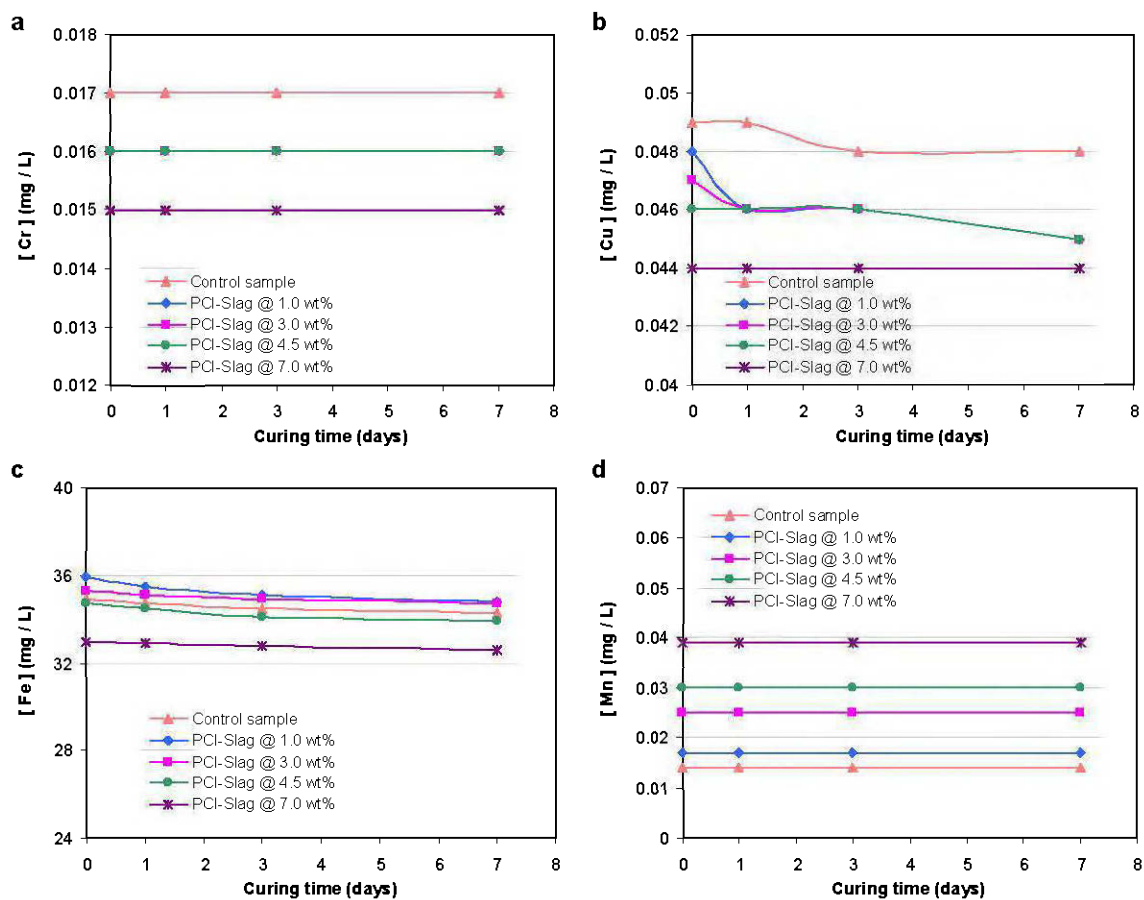 a
0.018
0.017
0.016
0.015
0.014
0.013
0.012
[ Cr ] (mg / L)
Control sample
PCI-Slag @ 1.0 wt%
PCI-Slag @ 3.0 wt%
PCI-Slag @ 4.5 wt%
PCI-Slag @ 7.0 wt%
0 1 2 3 4 5 6 7 8
Curing time (days)
b
0.052
0.05
0.048
0.046
0.044
0.042
0.04
[ Cu ] (mg / L)
Control sample
PCI-Slag @ 1.0 wt%
PCI-Slag @ 3.0 wt%
PCI-Slag @ 4.5 wt%
PCI-Slag @ 7.0 wt%
0 1 2 3 4 5 6 7 8
Curing time (days)
c
40
36
32
28
24
[ Fe ] (mg / L)
Control sample
PCI-Slag @ 1.0 wt%
PCI-Slag @ 3.0 wt%
PCI-Slag @ 4.5 wt%
PCI-Slag @ 7.0 wt%
0 1 2 3 4 5 6 7 8
Curing time (days)
d
0.07
0.06
0.05
0.04
0.03
0.02
0.01
0
[ Mn ] (mg / L)
Control sample
PCI-Slag @ 1.0 wt%
PCI-Slag @ 3.0 wt%
PCI-Slag @ 4.5 wt%
PCI-Slag @ 7.0 wt%
0 1 2 3 4 5 6 7 8
Curing time (days)